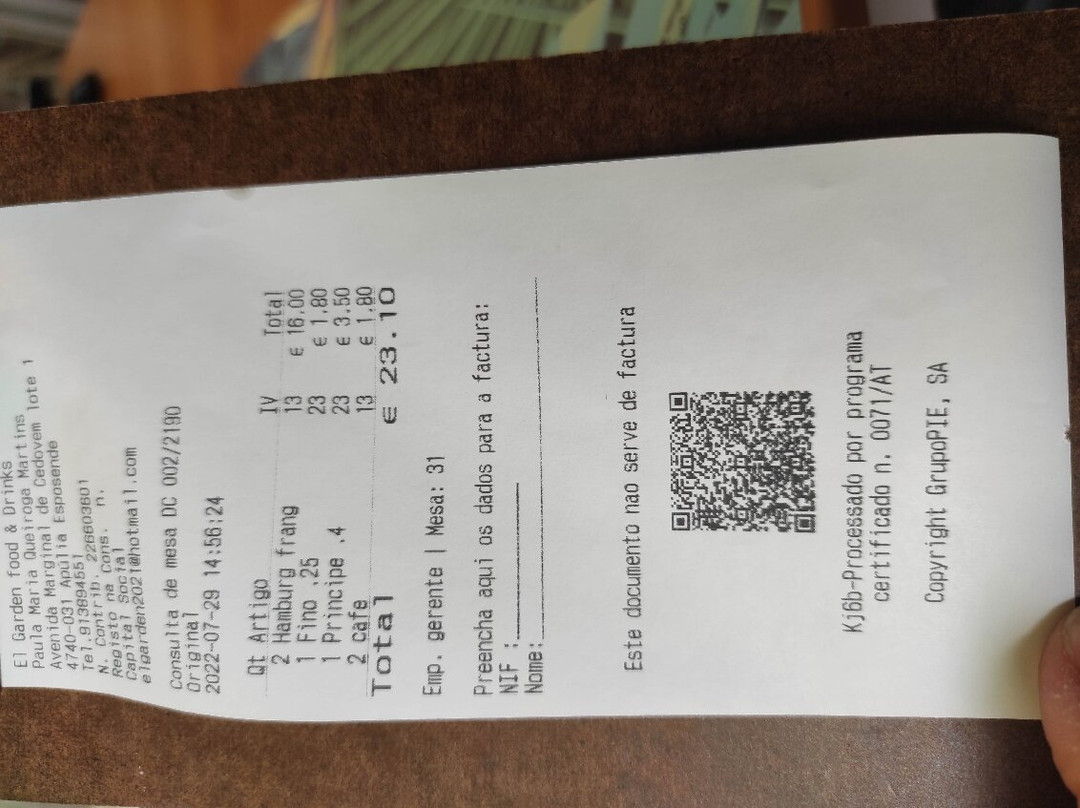 El Garden food & Drinks
Paula Maria Queiroga Martins
Avenida Marginal de Cedovem lote 1
4740-031 Apúlia Esposende
Tel.913894551
N. Contrib. 226603601
Registo na Cons. n.
Capital Social
elgarden2021@hotmail.com
Consulta de mesa DC 002/2190
Original
2022-07-29 14:56:24
Qt Artigo IV Total
2 Hamburg frang 13 € 16.00
1 Fino .25 23 € 1.80
1 Principe .4 23 € 3.50
2 cafe 13 € 1.80
Total € 23.10
Emp. gerente | Mesa: 31
Preencha aqui os dados para a factura:
NIF :
Nome:
Este documento nao serve de factura
Kj6b-Processado por programa
certificado n. 0071/AT
Copyright GrupoPIE, SA